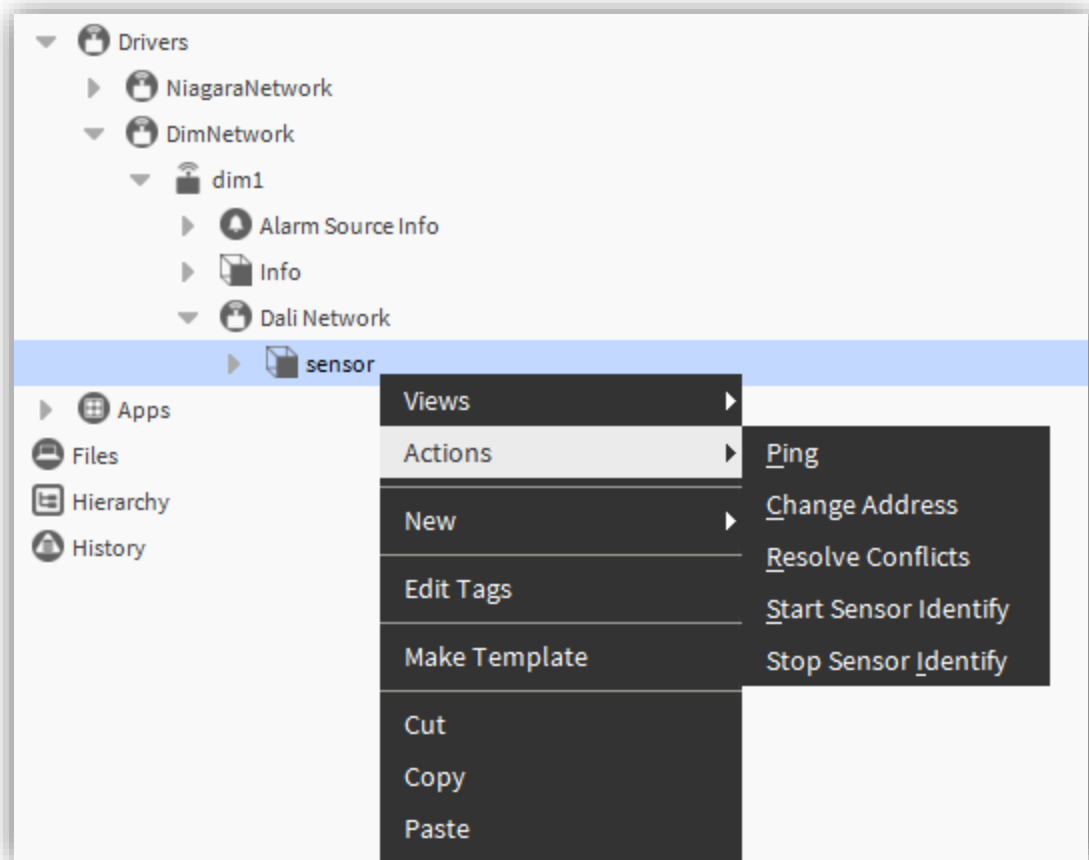 Drivers
NiagaraNetwork
DimNetwork
dim1
Alarm Source Info
Info
Dali Network
sensor
Apps
Files
Hierarchy
History
Views
Actions
New
Edit Tags
Make Template
Cut
Copy
Paste
Ping
Change Address
Resolve Conflicts
Start Sensor Identify
Stop Sensor Identify